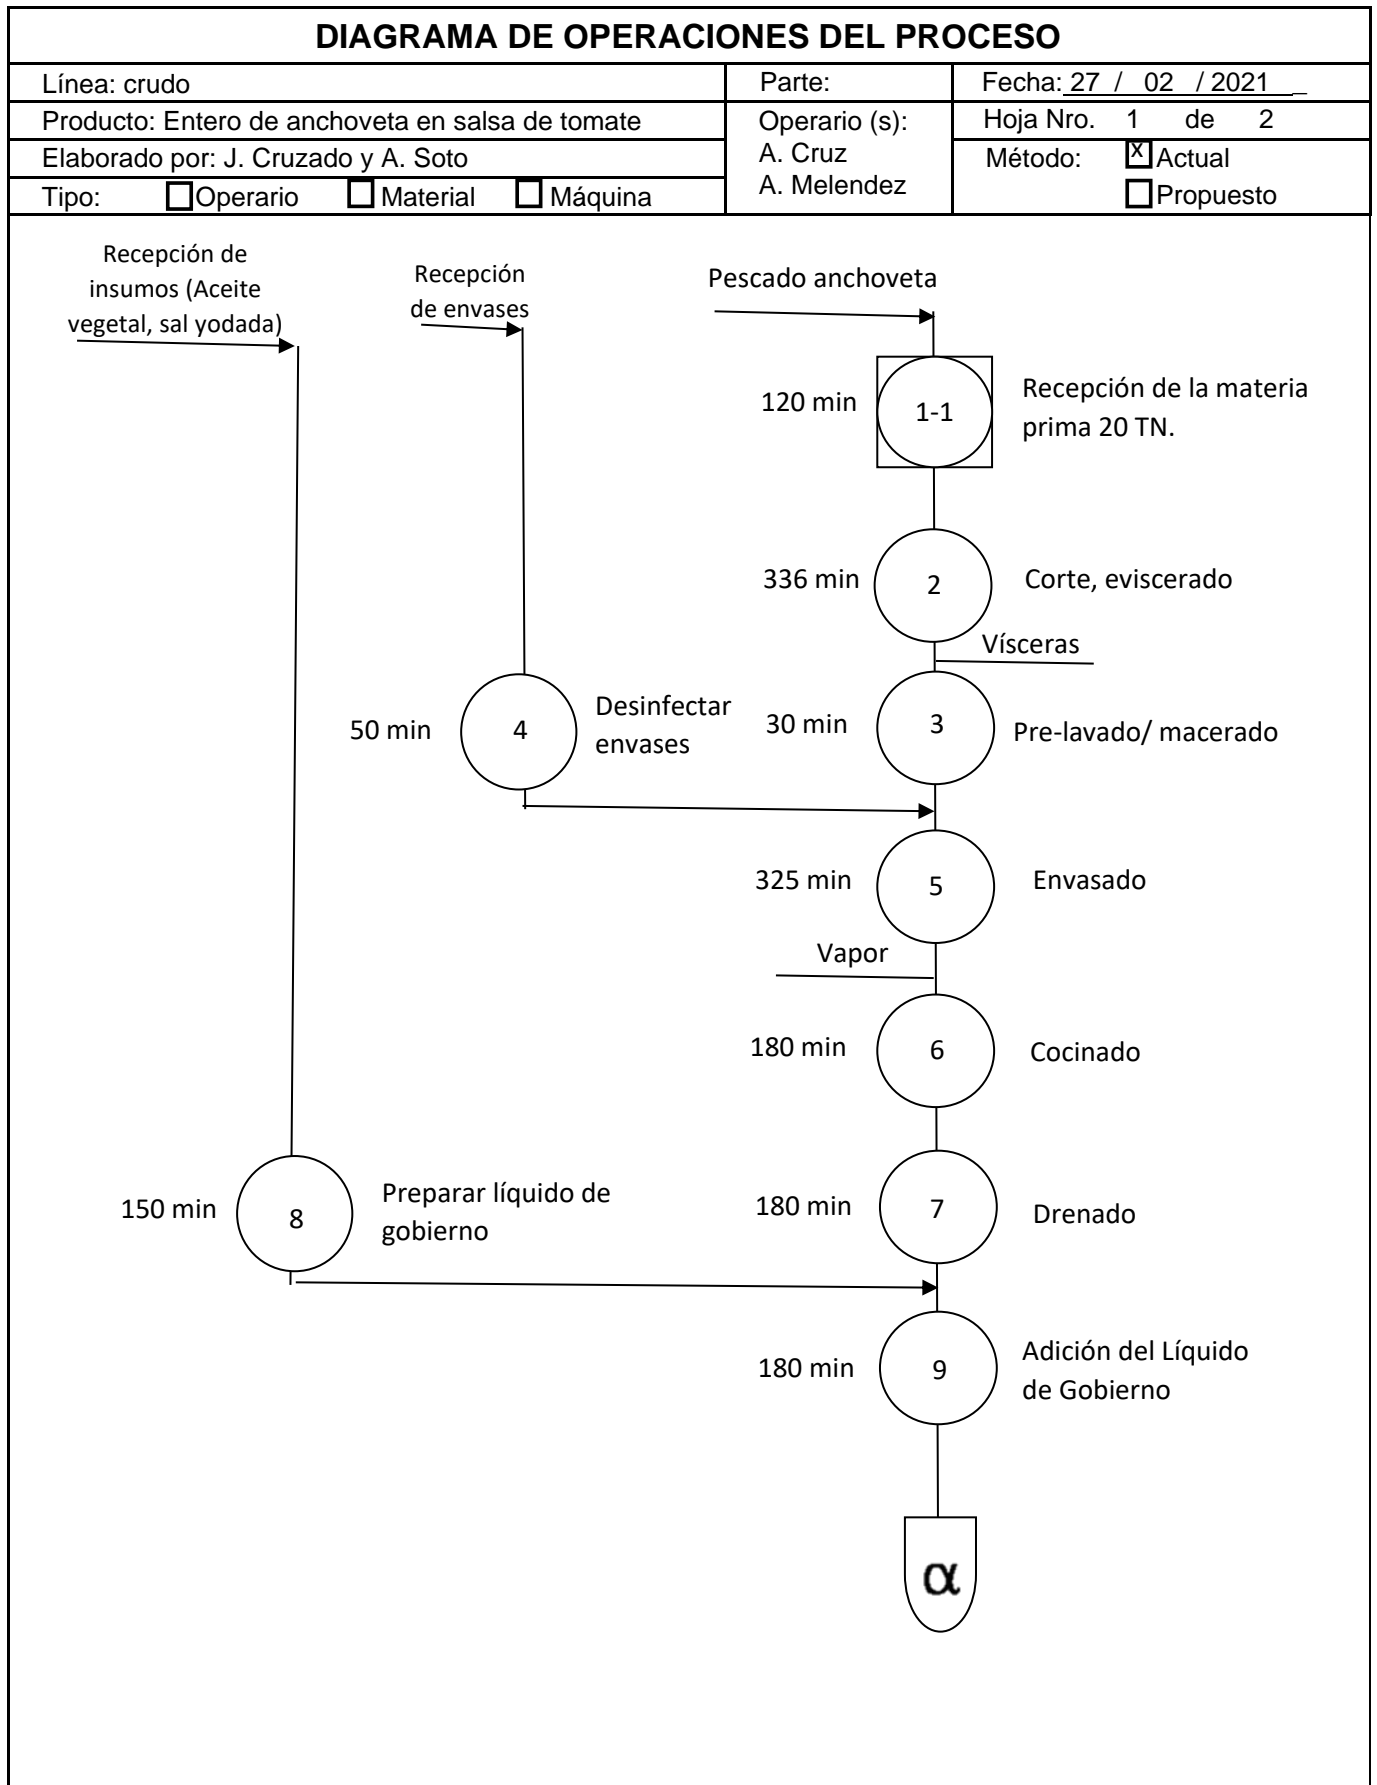 DIAGRAMA DE OPERACIONES DEL PROCESO
Línea: crudo
Parte:
Fecha: 27 / 02 / 2021 _
Producto: Entero de anchoveta en salsa de tomate
Operario (s):
A. Cruz
A. Melendez
Hoja Nro. 1 de 2
Elaborado por: J. Cruzado y A. Soto
Método: x Actual
Propuesto
Tipo: Operario Material Máquina
Recepción de
insumos (Aceite
vegetal, sal yodada)
Recepción
de envases
Pescado anchoveta
120 min
1-1
Recepción de la materia
prima 20 TN.
336 min
2
Corte, eviscerado
Vísceras
50 min
4
Desinfectar
envases
30 min
3
Pre-lavado/ macerado
325 min
5
Envasado
Vapor
180 min
6
Cocinado
150 min
8
Preparar líquido de
gobierno
180 min
7
Drenado
180 min
9
Adición del Líquido
de Gobierno
α